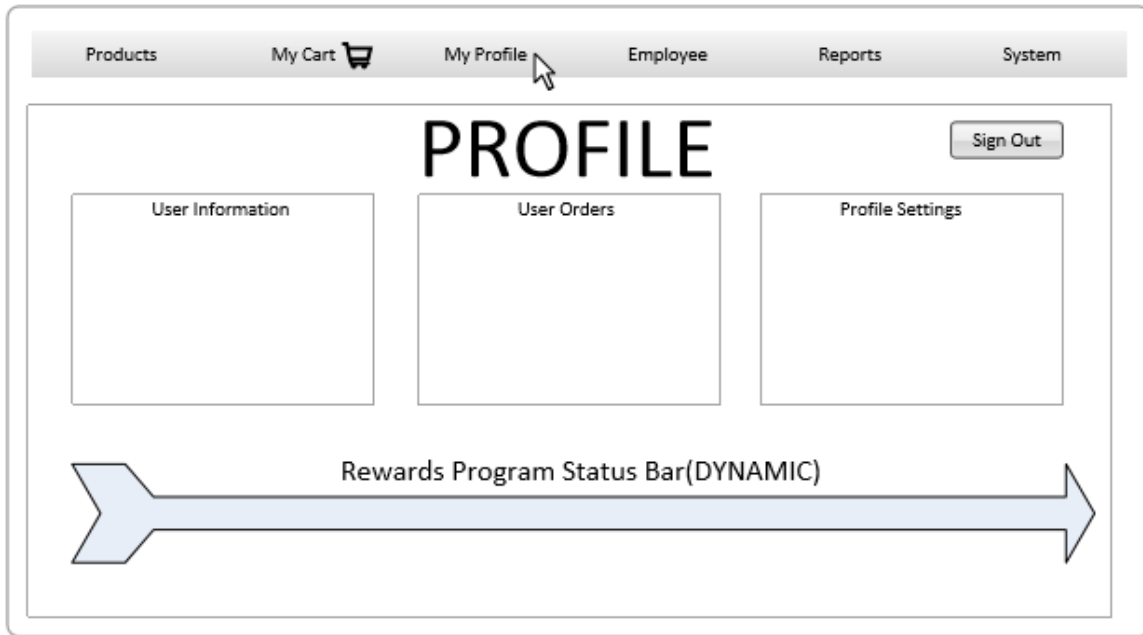 Products My Cart My Profile Employee Reports System
PROFILE
Sign Out
User Information User Orders Profile Settings
Rewards Program Status Bar(DYNAMIC)